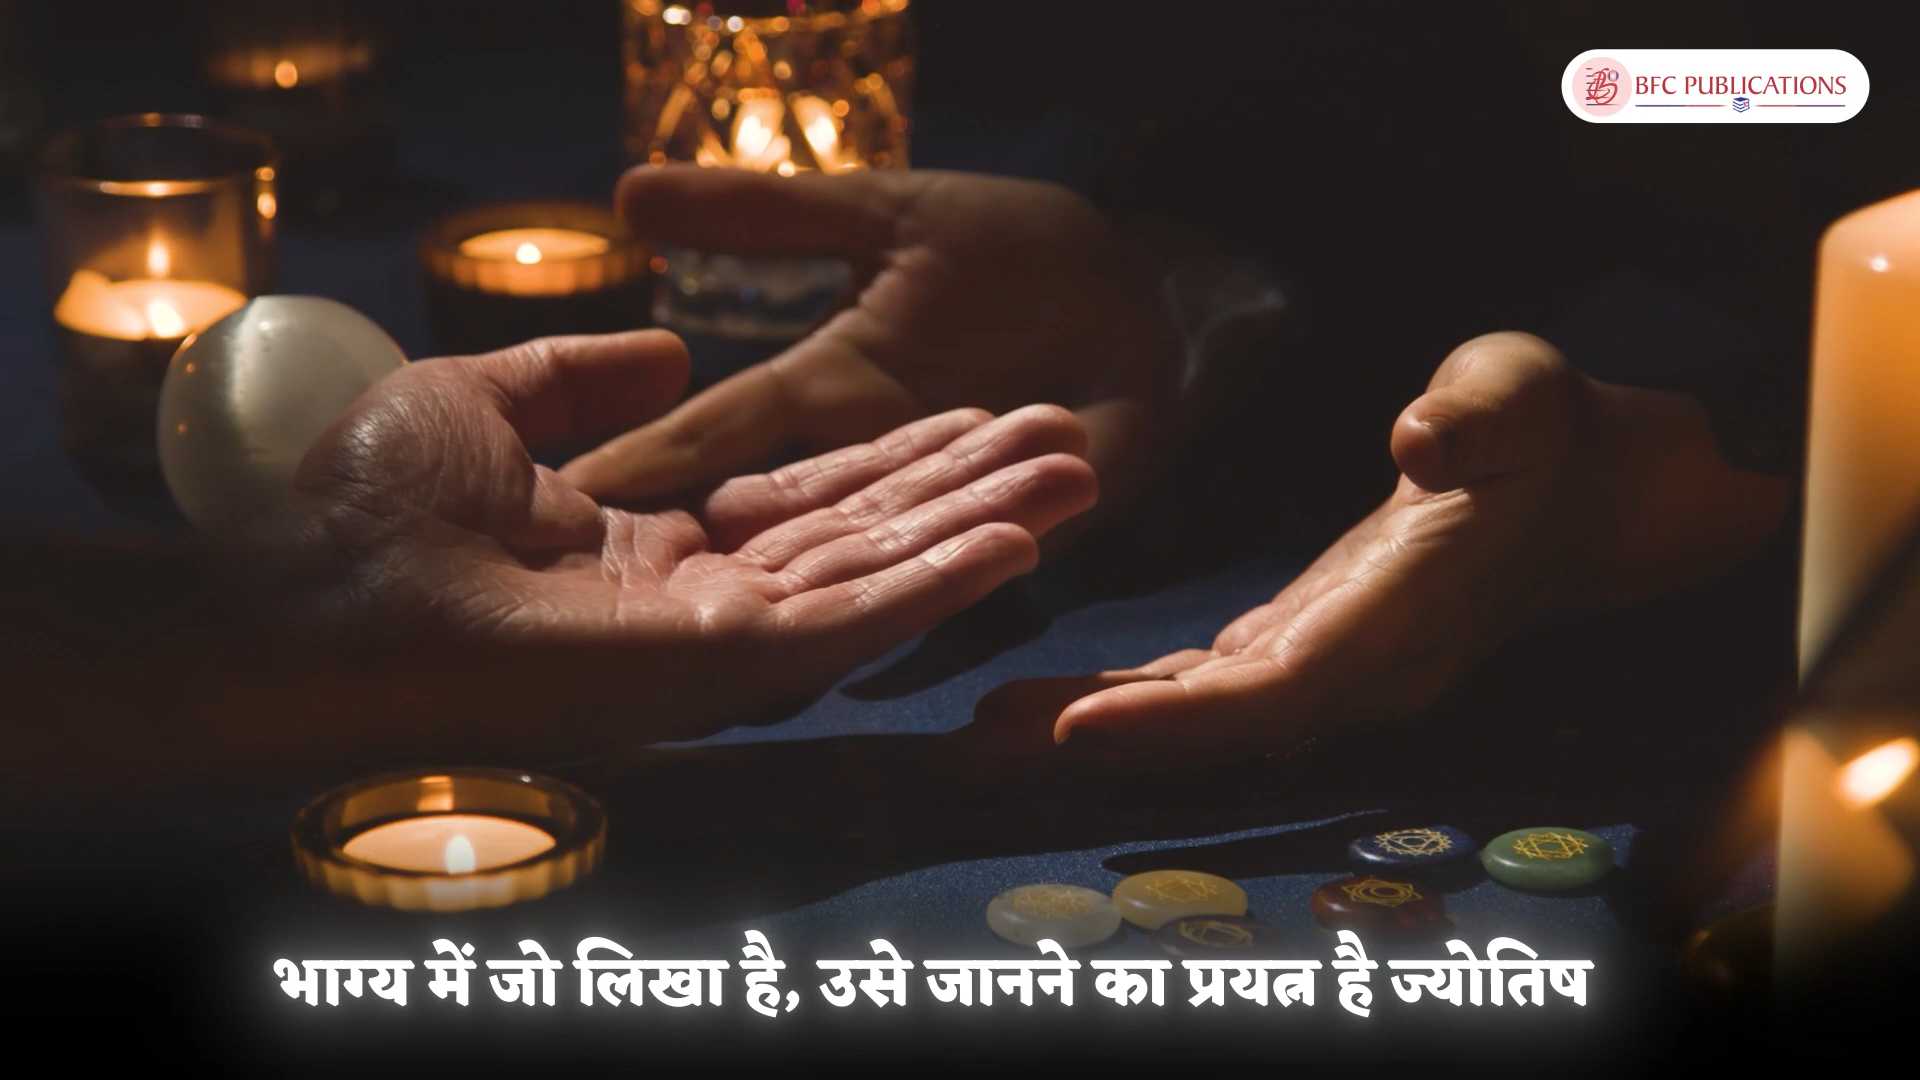 BFC PUBLICATIONS
भाग्य में जो लिखा है, उसे जानने का प्रयत्न है ज्योतिष